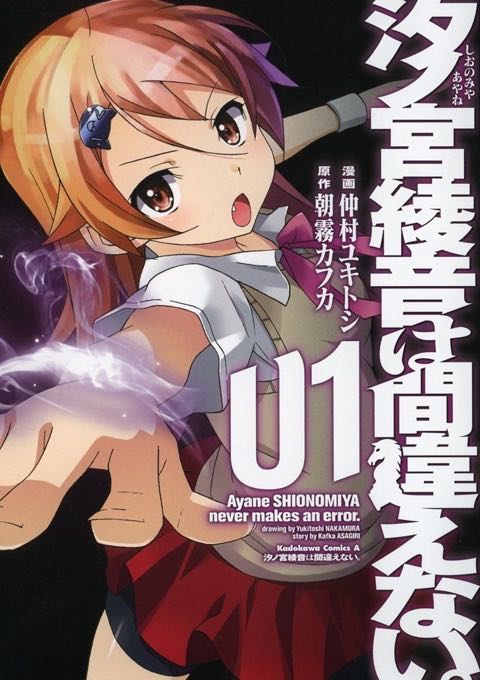 汐ノ宮綾音は間違えない。
しおのみや
あやね
漫画 仲村ユキトシ
原作 朝霧カフカ
01
Ayane SHIONOMIYA
never makes an error.
drawing by Yukitoshi NAKAMURA
story by Kafka ASAGIRI
Kadokawa Comics A
汐ノ宮綾音は間違えない。